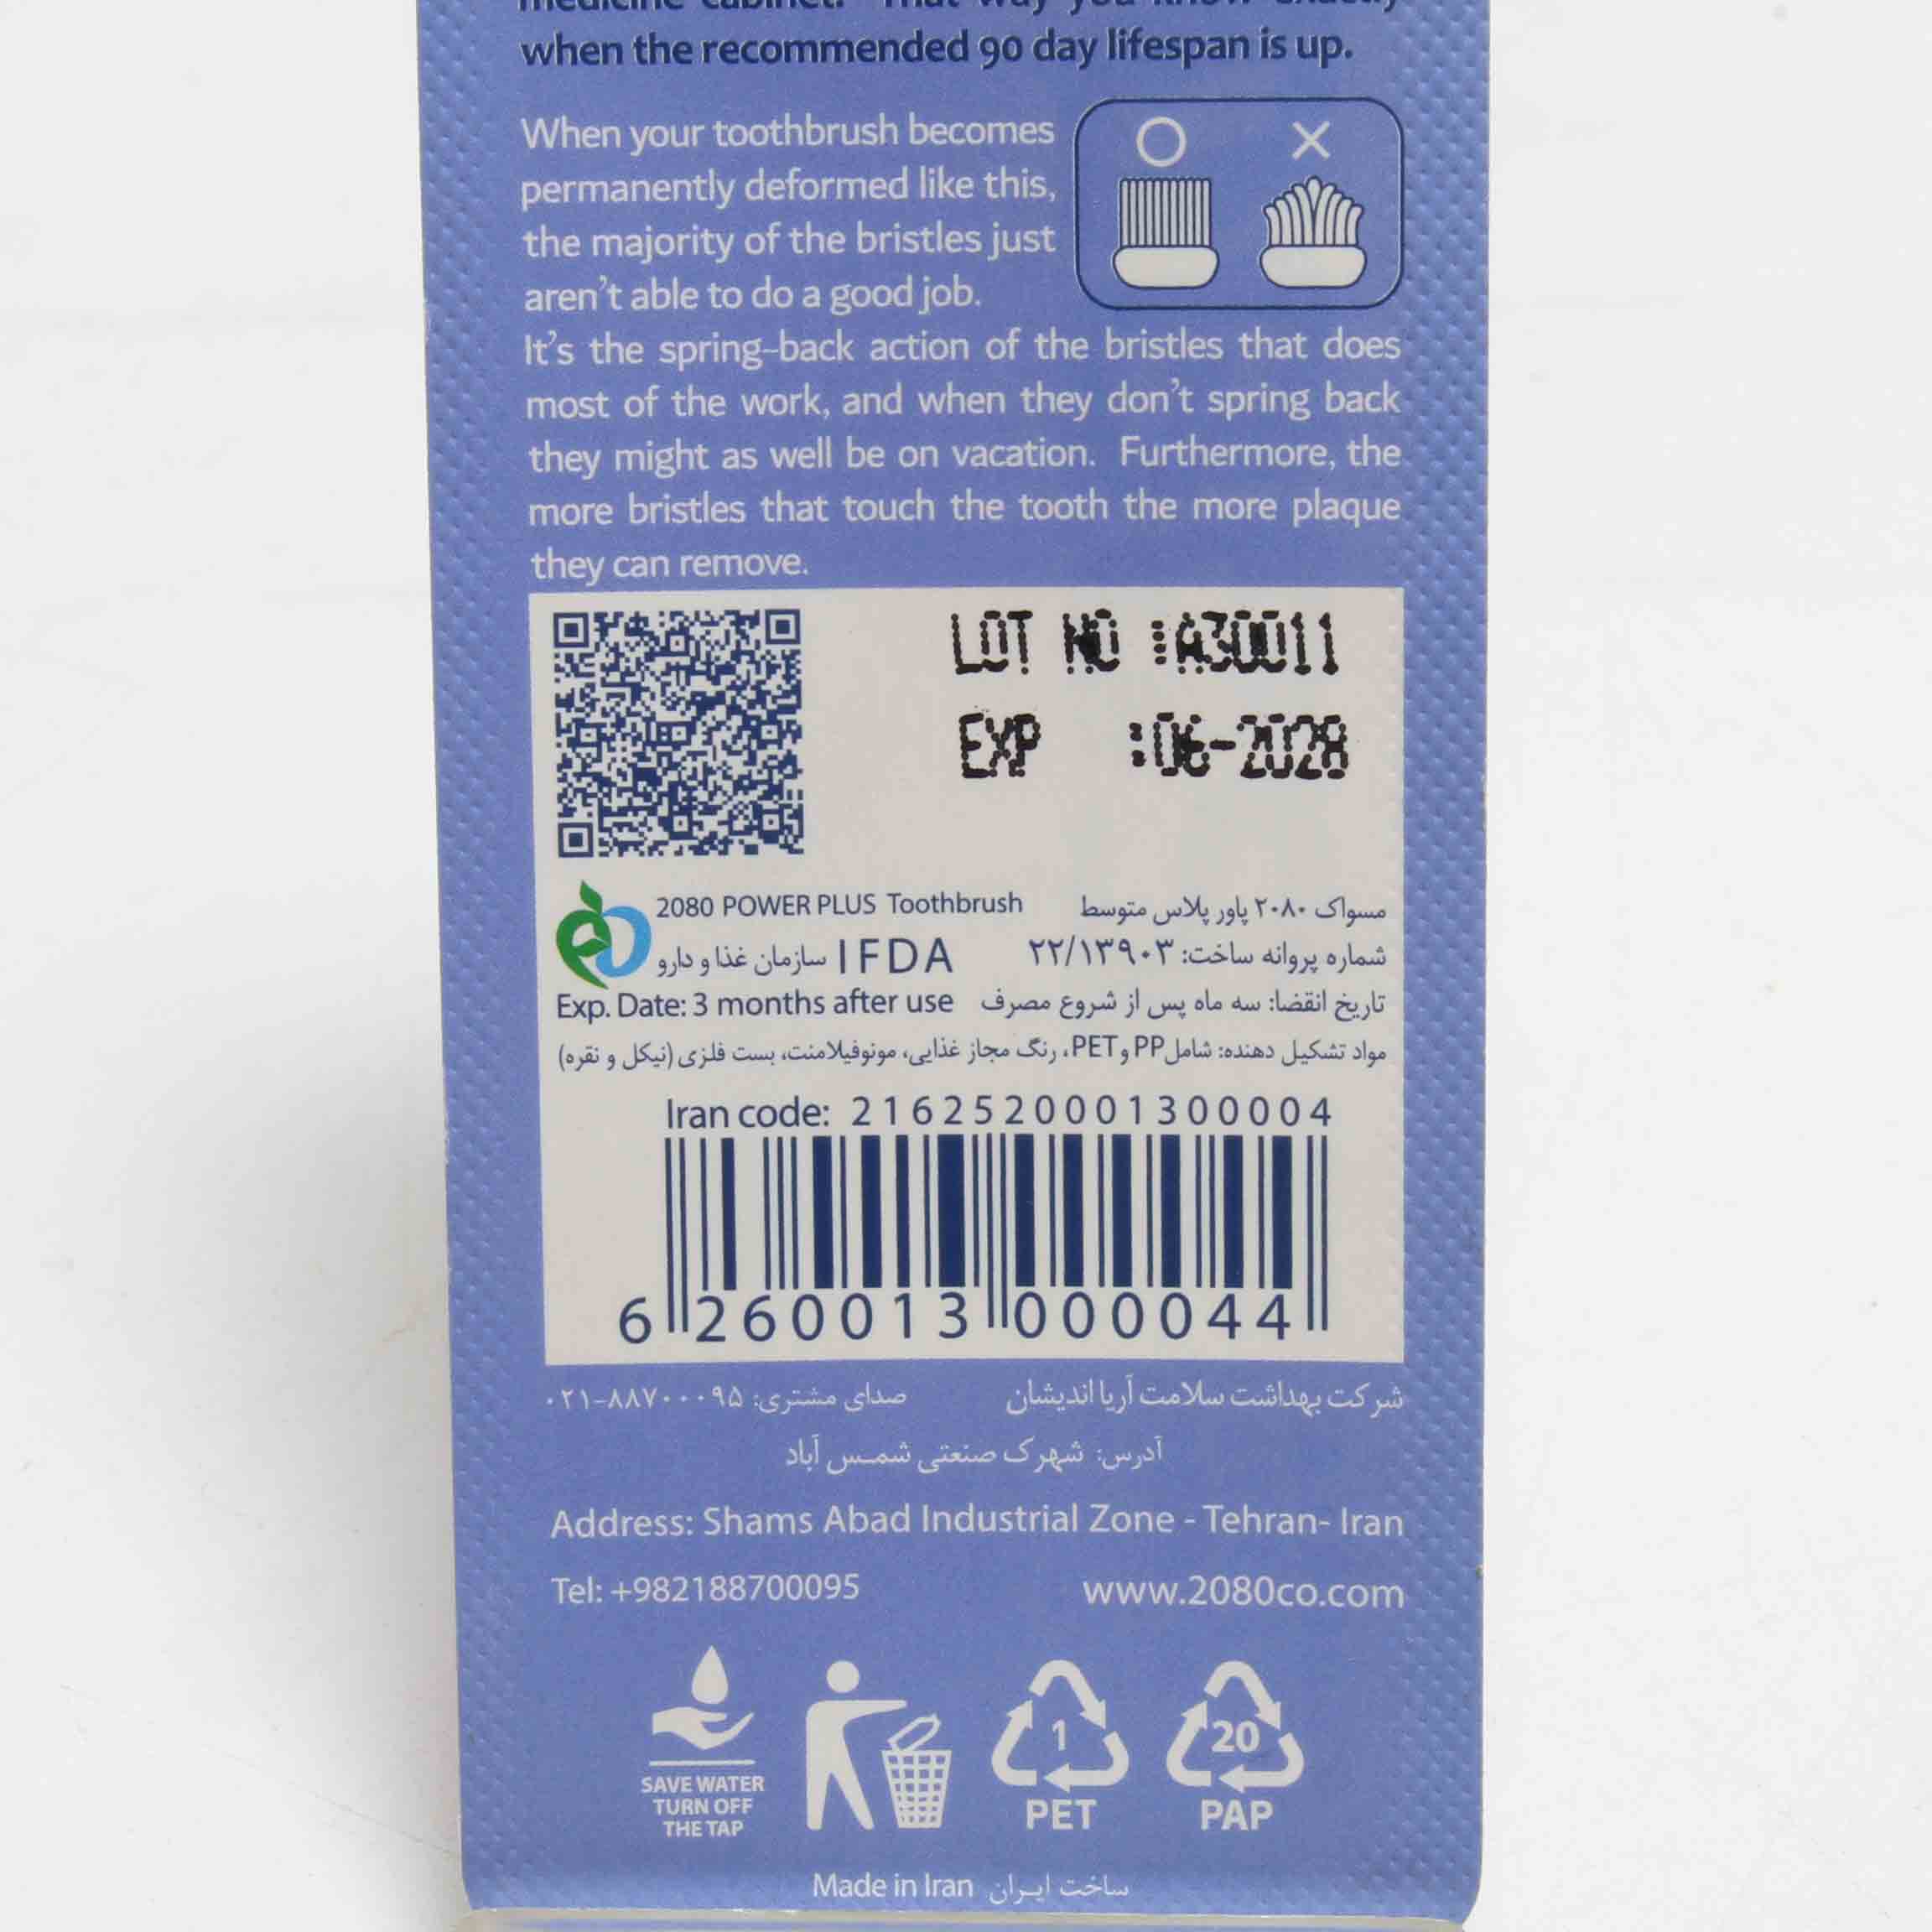 medicine cabinet. That way you know exactly
when the recommended 90 day lifespan is up.
When your toothbrush becomes
permanently deformed like this,
the majority of the bristles just
aren't able to do a good job.
It's the spring-back action of the bristles that does
most of the work, and when they don't spring back
they might as well be on vacation. Furthermore, the
more bristles that touch the tooth the more plaque
they can remove.
LOT NO :A30011
EXP :06-2028
2080 POWER PLUS Toothbrush
مسواک ۲۰۸۰ پاور پلاس متوسط
IFDA سازمان غذا و دارو
شماره پروانه ساخت: ۲۲/۱۳۹۰۳
Exp. Date: 3 months after use
تاریخ انقضا: سه ماه پس از شروع مصرف
مواد تشکیل دهنده: شامل PP و PET، رنگ مجاز غذایی، مونوفیلامنت، بست فلزی (نیکل و نقره)
Iran code: 2162520001300004
6 260013 000044
شرکت بهداشت سلامت آریا اندیشان
صدای مشتری: ۰۲۱-۸۸۷۰۰۰۹۵
آدرس: شهرک صنعتی شمس آباد
Address: Shams Abad Industrial Zone - Tehran- Iran
Tel: +982188700095
www.2080co.com
SAVE WATER
TURN OFF
THE TAP
1
PET
20
PAP
Made in Iran ساخت ایران